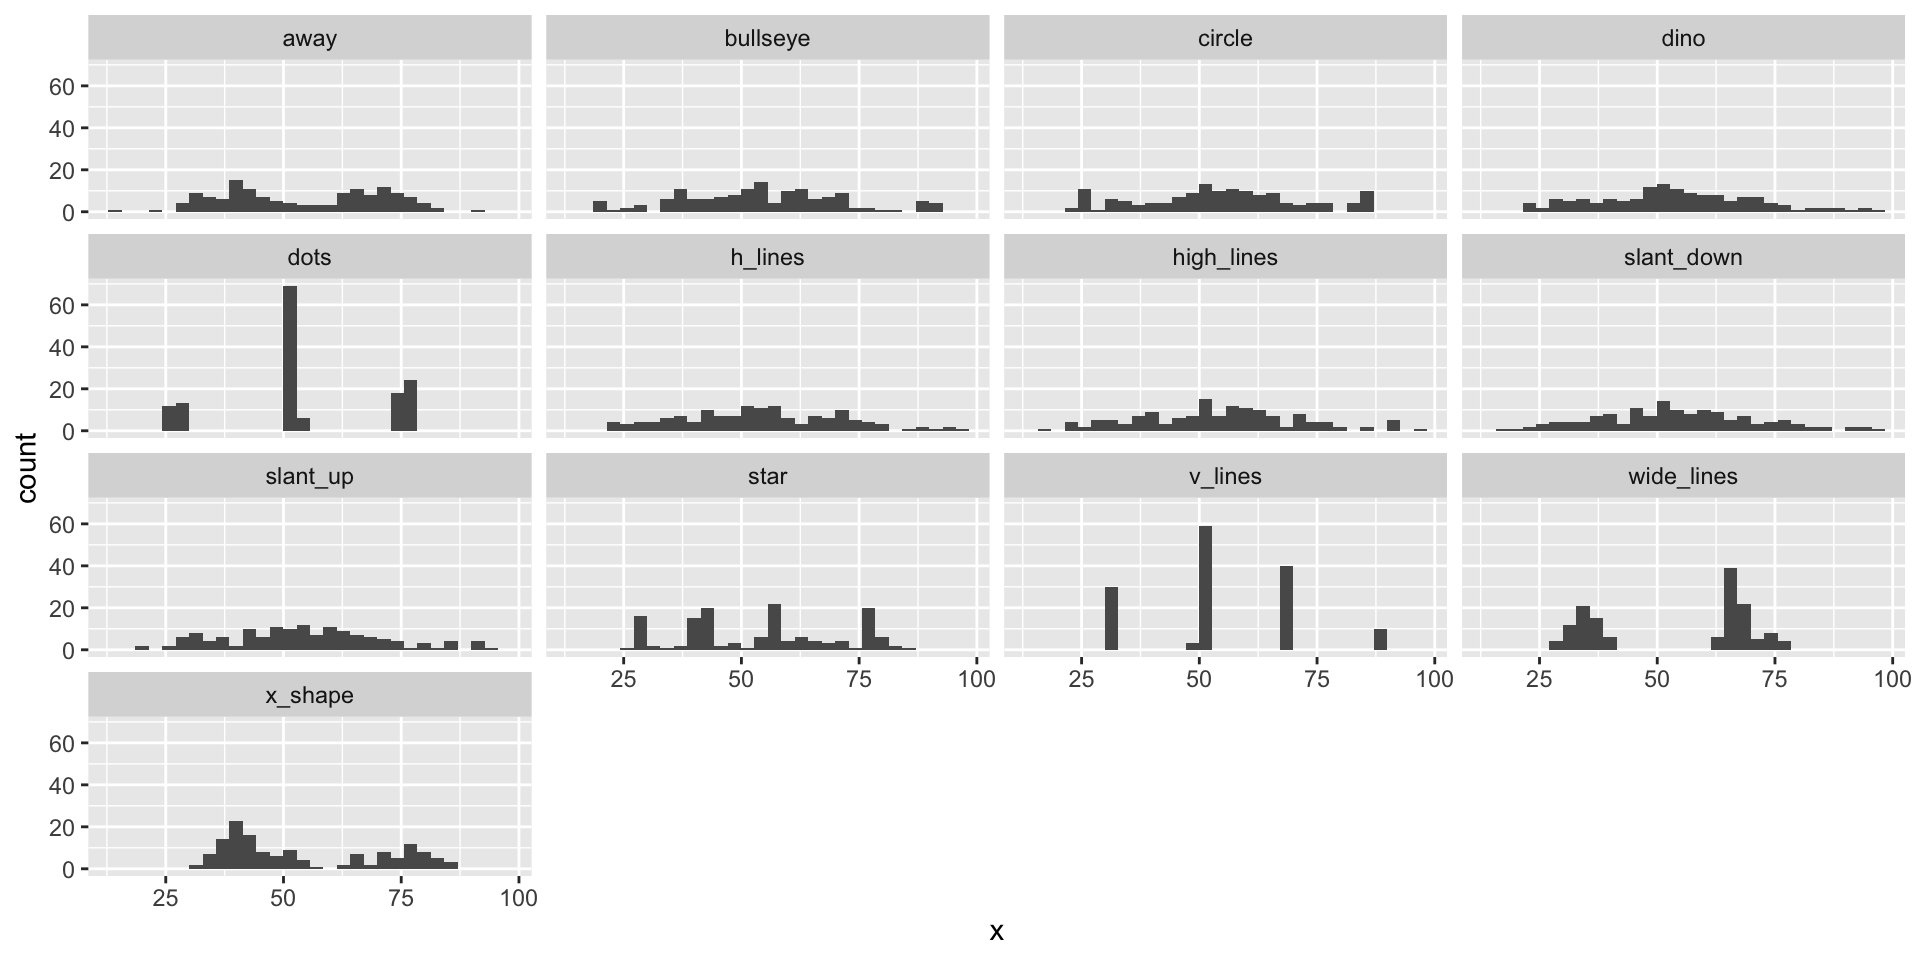 away bullseye circle dino
60
40
20
0
dots h_lines high_lines slant_down
60
40
20
0
count
slant_up star v_lines wide_lines
60
40
20
0
25 50 75 100 25 50 75 100 25 50 75 100
x_shape
60
40
20
0
25 50 75 100
x